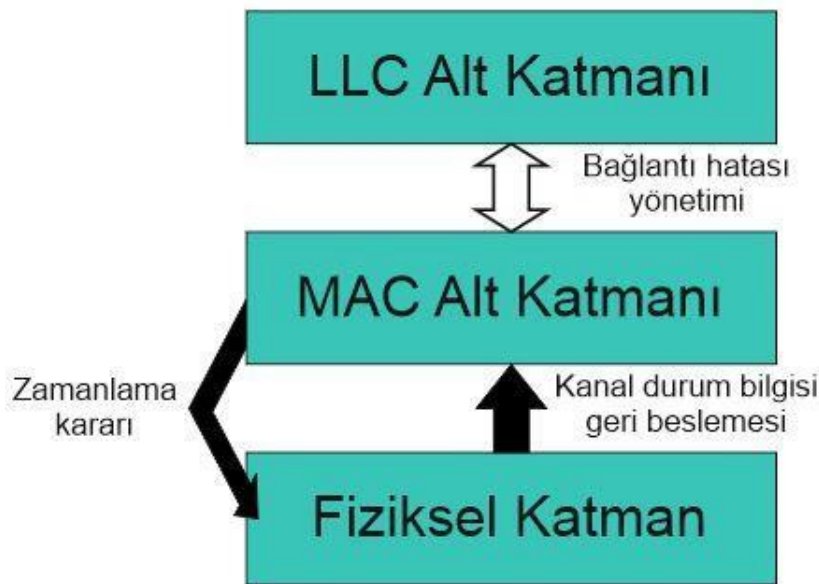 LLC Alt Katmanı
Bağlantı hatası
yönetimi
MAC Alt Katmanı
Zamanlama
kararı
Kanal durum bilgisi
geri beslemesi
Fiziksel Katman